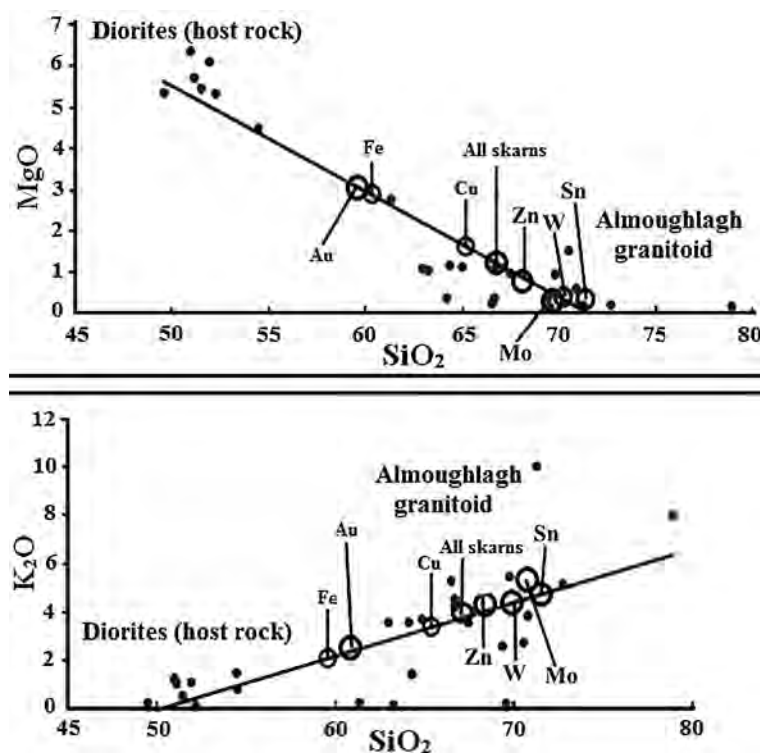 7
Diorites (host rock)
6
5
4
Fe
All skarns
3
Cu
Sn
Zn
W
Almoughlagh
granitoid
MgO
2
Au
1
0
45
50
55
60
65
70
75
80
SiO₂
Mo
12
10
Almoughlagh
granitoid
8
Au
K₂O
6
All skarns
Sn
Cu
Fe
4
Diorites (host rock)
Zn
W
Mo
2
0
45
50
60
70
80
SiO₂